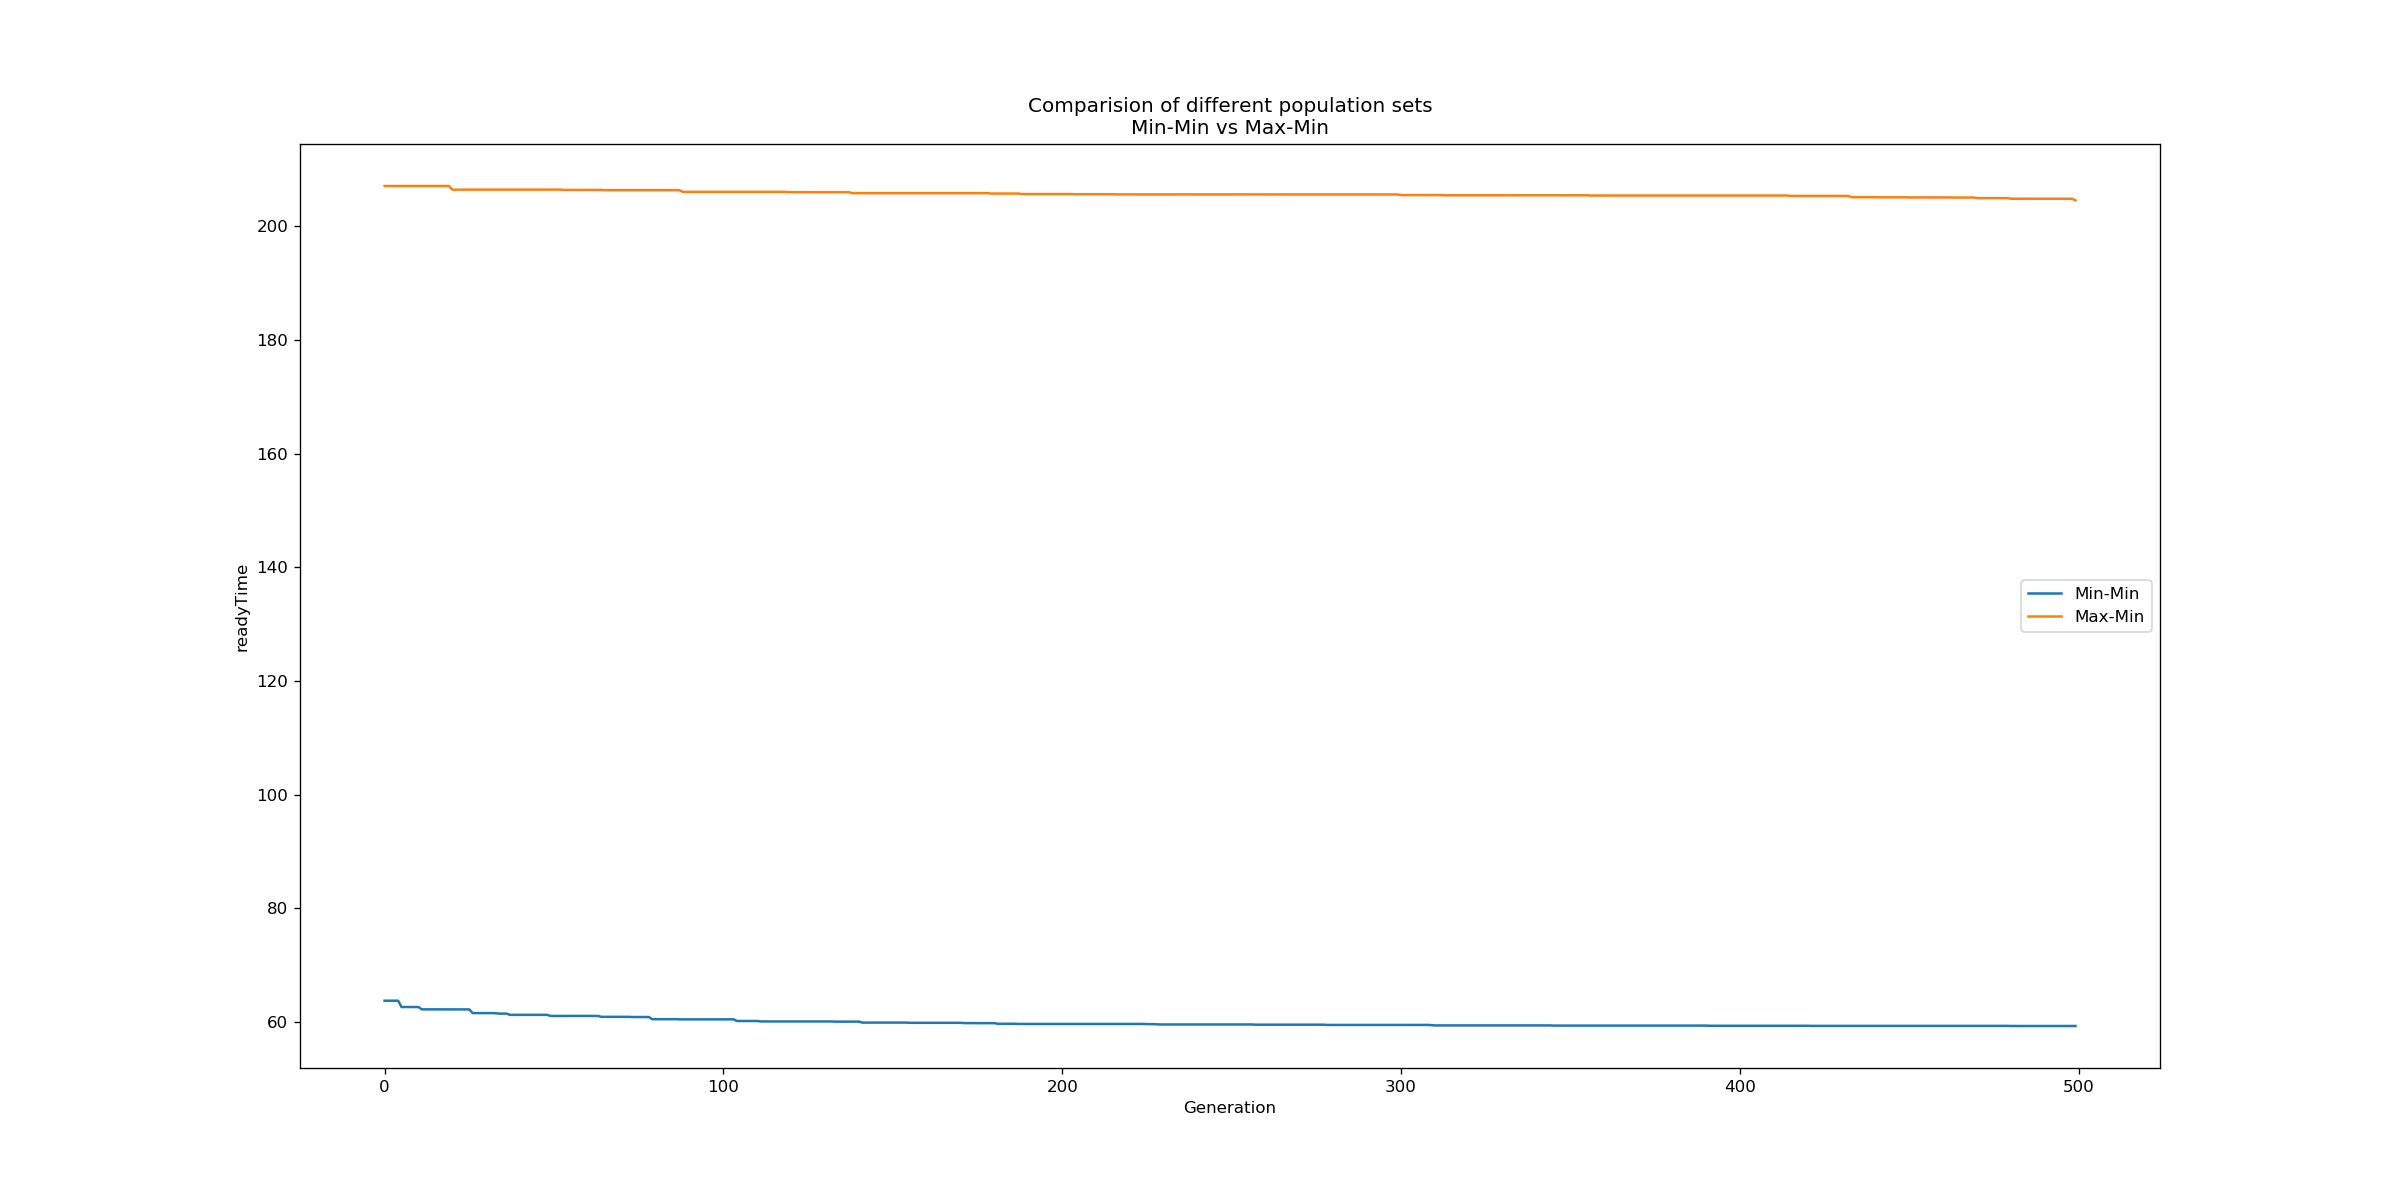 Comparision of different population sets
Min-Min vs Max-Min
200
180
160
140
120
100
80
60
readyTime
Min-Min
Max-Min
0 100 200 300 400 500
Generation